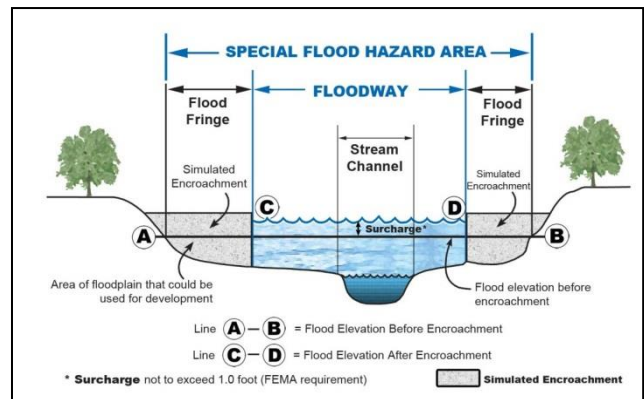 SPECIAL FLOOD HAZARD AREA
Flood
Fringe
FLOODWAY
Flood
Fringe
Stream
Channel
Simulated
Encroachment
Simulated
Encroachment
C
D
Surcharge*
A
B
Area of floodplain that could be
used for development
Flood elevation before
encroachment
Line A – B = Flood Elevation Before Encroachment
Line C – D = Flood Elevation After Encroachment
* Surcharge not to exceed 1.0 foot (FEMA requirement)
Simulated Encroachment